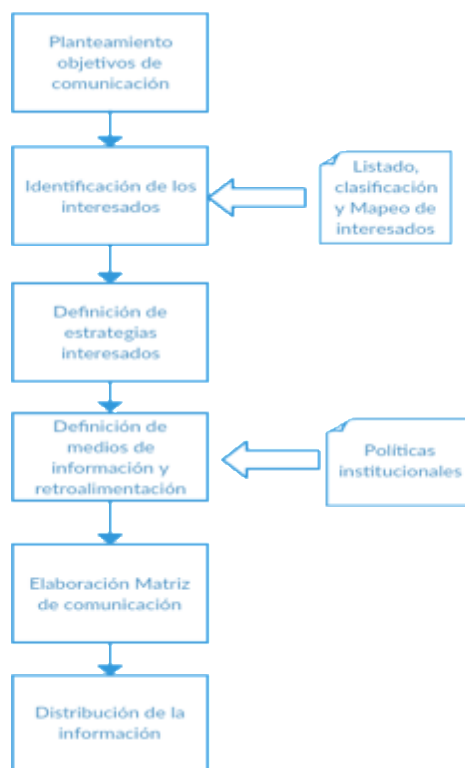 Planteamiento
objetivos de
comunicación
Identificación de los
interesados
Listado,
clasificación
y Mapeo de
interesados
Definición de
estrategias
interesados
Definición de
medios de
información y
retroalimentación
Políticas
institucionales
Elaboración Matriz
de comunicación
Distribución de la
información